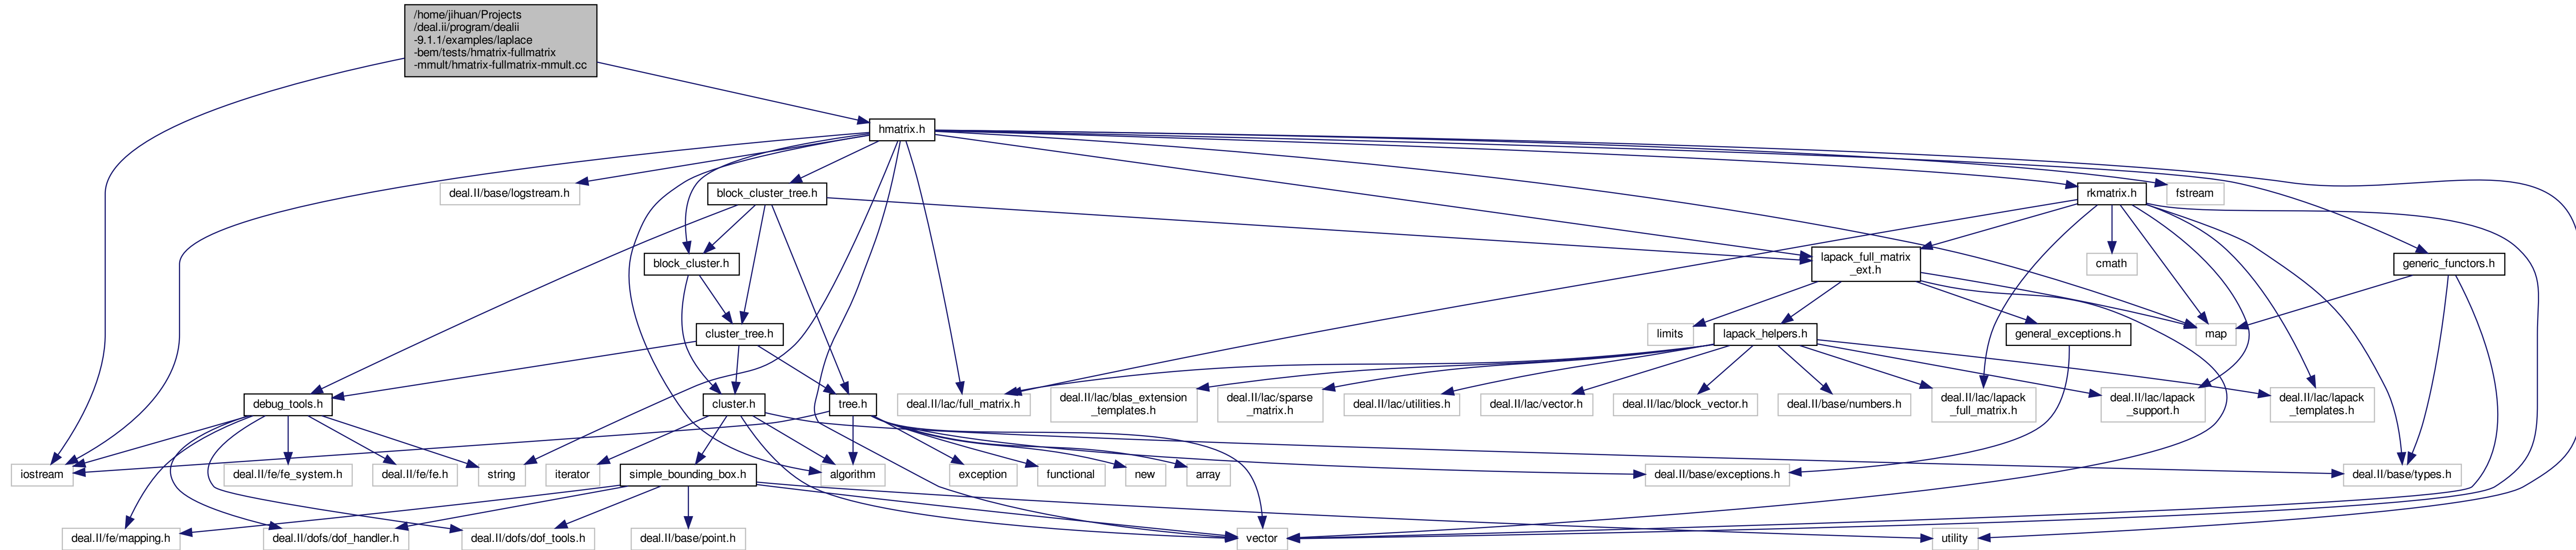 /home/jihuan/Projects
/deal.ii/program/dealii
-9.1.1/examples/laplace
-bem/tests/hmatrix-fullmatrix
-mmult/hmatrix-fullmatrix-mmult.cc
hmatrix.h
deal.II/base/logstream.h
block_cluster_tree.h
rkmatrix.h
fstream
block_cluster.h
lapack_full_matrix
_ext.h
cmath
generic_functors.h
cluster_tree.h
limits
lapack_helpers.h
general_exceptions.h
map
debug_tools.h
cluster.h
tree.h
deal.II/lac/full_matrix.h
deal.II/lac/blas_extension
_templates.h
deal.II/lac/sparse
_matrix.h
deal.II/lac/utilities.h
deal.II/lac/vector.h
deal.II/lac/block_vector.h
deal.II/base/numbers.h
deal.II/lac/lapack
_full_matrix.h
deal.II/lac/lapack
_support.h
deal.II/lac/lapack
_templates.h
iostream
deal.II/fe/fe_system.h
deal.II/fe/fe.h
string
iterator
simple_bounding_box.h
algorithm
exception
functional
new
array
deal.II/base/exceptions.h
deal.II/base/types.h
deal.II/fe/mapping.h
deal.II/dofs/dof_handler.h
deal.II/dofs/dof_tools.h
deal.II/base/point.h
vector
utility